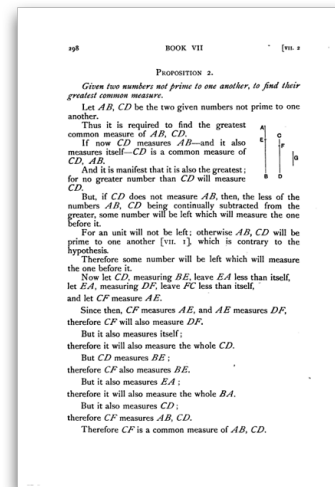 298 BOOK VII [VII. 2
PROPOSITION 2.
Given two numbers not prime to one another, to find their
greatest common measure.
Let AB, CD be the two given numbers not prime to one
another.
Thus it is required to find the greatest
common measure of AB, CD.
If now CD measures AB—and it also
measures itself—CD is a common measure of
CD, AB.
And it is manifest that it is also the greatest;
for no greater number than CD will measure
CD.
A
E
B
C
F
D
G
But, if CD does not measure AB, then, the less of the
numbers AB, CD being continually subtracted from the
greater, some number will be left which will measure the one
before it.
For an unit will not be left; otherwise AB, CD will be
prime to one another [VII. 1], which is contrary to the
hypothesis.
Therefore some number will be left which will measure
the one before it.
Now let CD, measuring BE, leave EA less than itself,
let EA, measuring DF, leave FC less than itself,
and let CF measure AE.
Since then, CF measures AE, and AE measures DF,
therefore CF will also measure DF.
But it also measures itself;
therefore it will also measure the whole CD.
But CD measures BE;
therefore CF also measures BE.
But it also measures EA;
therefore it will also measure the whole BA.
But it also measures CD;
therefore CF measures AB, CD.
Therefore CF is a common measure of AB, CD.